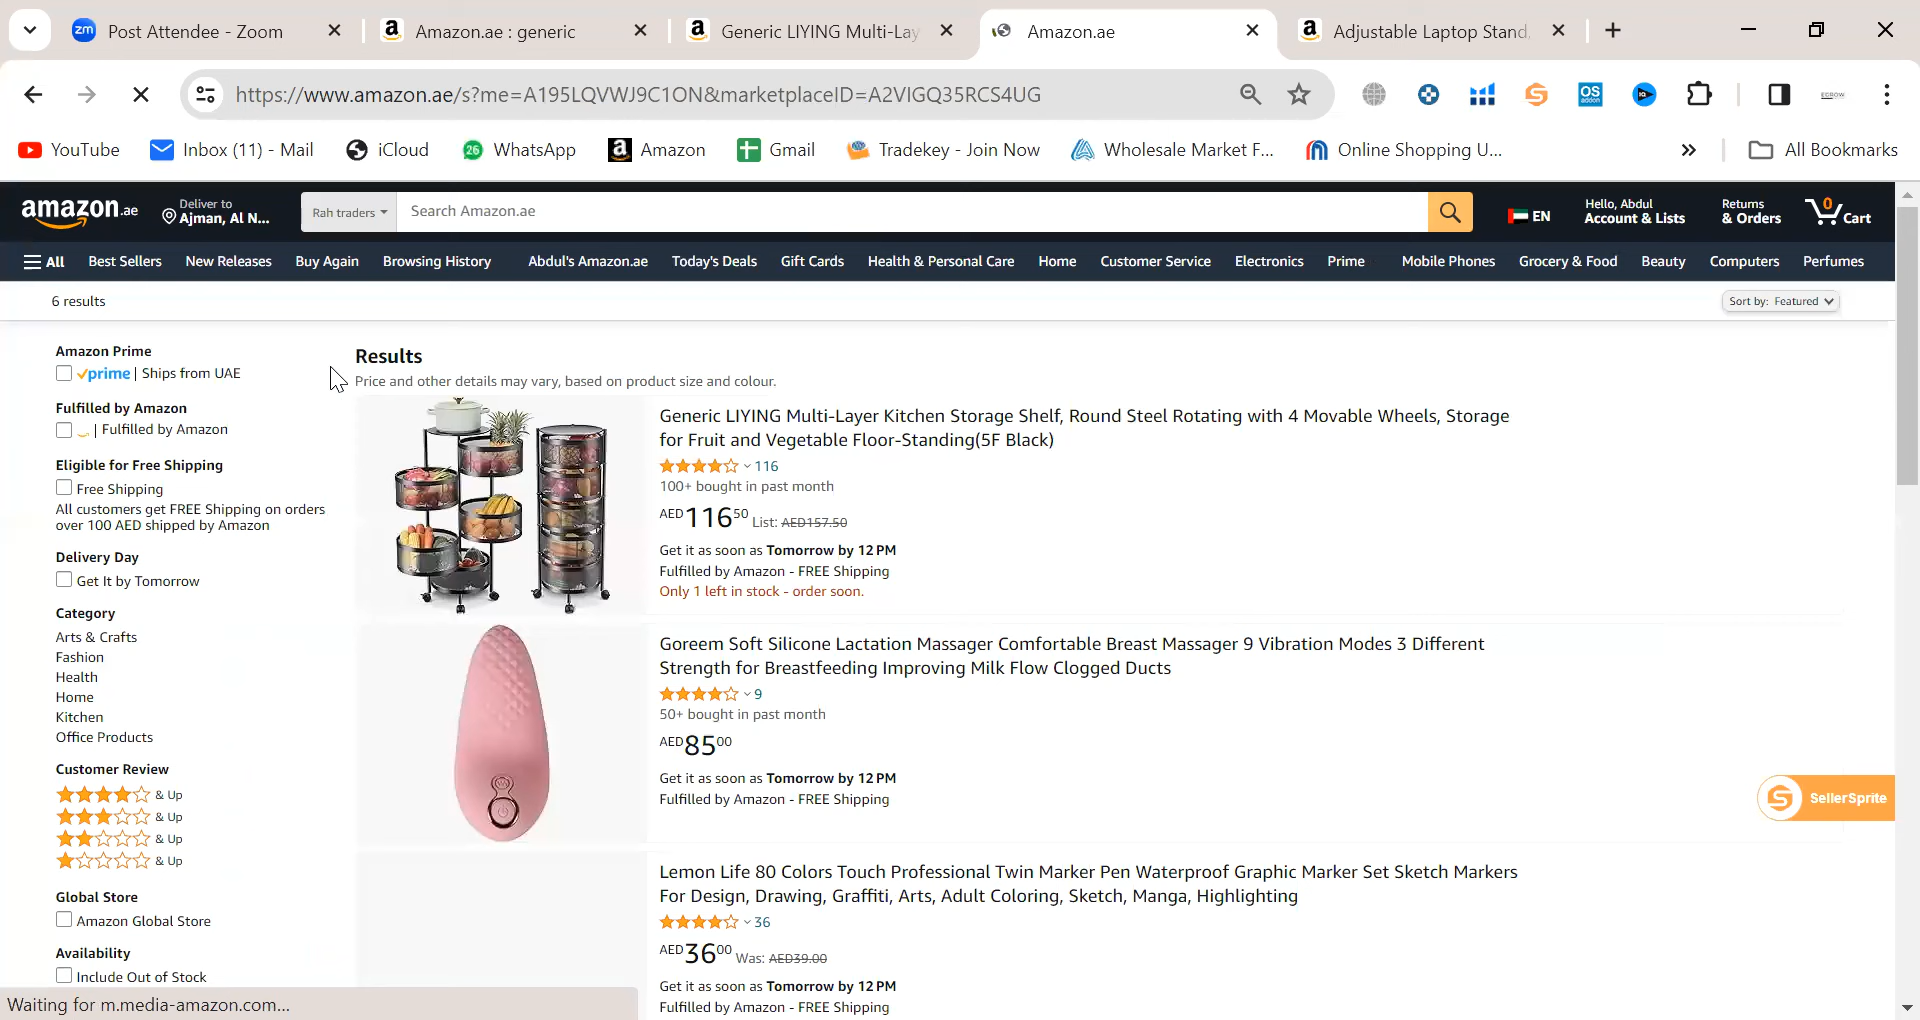 Post Attendee - Zoom
Amazon.ae : generic
Generic LIYING Multi-Lay
Amazon.ae
Adjustable Laptop Stand,
https://www.amazon.ae/s?me=A195LQVWJ9C1ON&marketplaceID=A2VIGQ35RCS4UG
YouTube
Inbox (11) - Mail
iCloud
26
WhatsApp
Amazon
Gmail
Tradekey - Join Now
Wholesale Market F...
Online Shopping U...
»
All Bookmarks
amazon.ae
Deliver to
Ajman, Al N...
Rah traders
Search Amazon.ae
EN
Hello, Abdul
Account & Lists
Returns
& Orders
0
Cart
All
Best Sellers
New Releases
Buy Again
Browsing History
Abdul's Amazon.ae
Today's Deals
Gift Cards
Health & Personal Care
Home
Customer Service
Electronics
Prime
Mobile Phones
Grocery & Food
Beauty
Computers
Perfumes
6 results
Sort by: Featured
Amazon Prime
prime | Ships from UAE
Fulfilled by Amazon
| Fulfilled by Amazon
Eligible for Free Shipping
Free Shipping
All customers get FREE Shipping on orders
over 100 AED shipped by Amazon
Delivery Day
Get It by Tomorrow
Category
Arts & Crafts
Fashion
Health
Home
Kitchen
Office Products
Customer Review
& Up
& Up
& Up
& Up
Global Store
Amazon Global Store
Availability
Include Out of Stock
Results
Price and other details may vary, based on product size and colour.
Generic LIYING Multi-Layer Kitchen Storage Shelf, Round Steel Rotating with 4 Movable Wheels, Storage
for Fruit and Vegetable Floor-Standing(5F Black)
116
100+ bought in past month
AED11650 List: AED157.50
Get it as soon as Tomorrow by 12 PM
Fulfilled by Amazon - FREE Shipping
Only 1 left in stock - order soon.
Goreem Soft Silicone Lactation Massager Comfortable Breast Massager 9 Vibration Modes 3 Different
Strength for Breastfeeding Improving Milk Flow Clogged Ducts
9
50+ bought in past month
AED8500
Get it as soon as Tomorrow by 12 PM
Fulfilled by Amazon - FREE Shipping
SellerSprite
Lemon Life 80 Colors Touch Professional Twin Marker Pen Waterproof Graphic Marker Set Sketch Markers
For Design, Drawing, Graffiti, Arts, Adult Coloring, Sketch, Manga, Highlighting
36
AED3600 Was: AED39.00
Get it as soon as Tomorrow by 12 PM
Fulfilled by Amazon - FREE Shipping
Waiting for m.media-amazon.com...